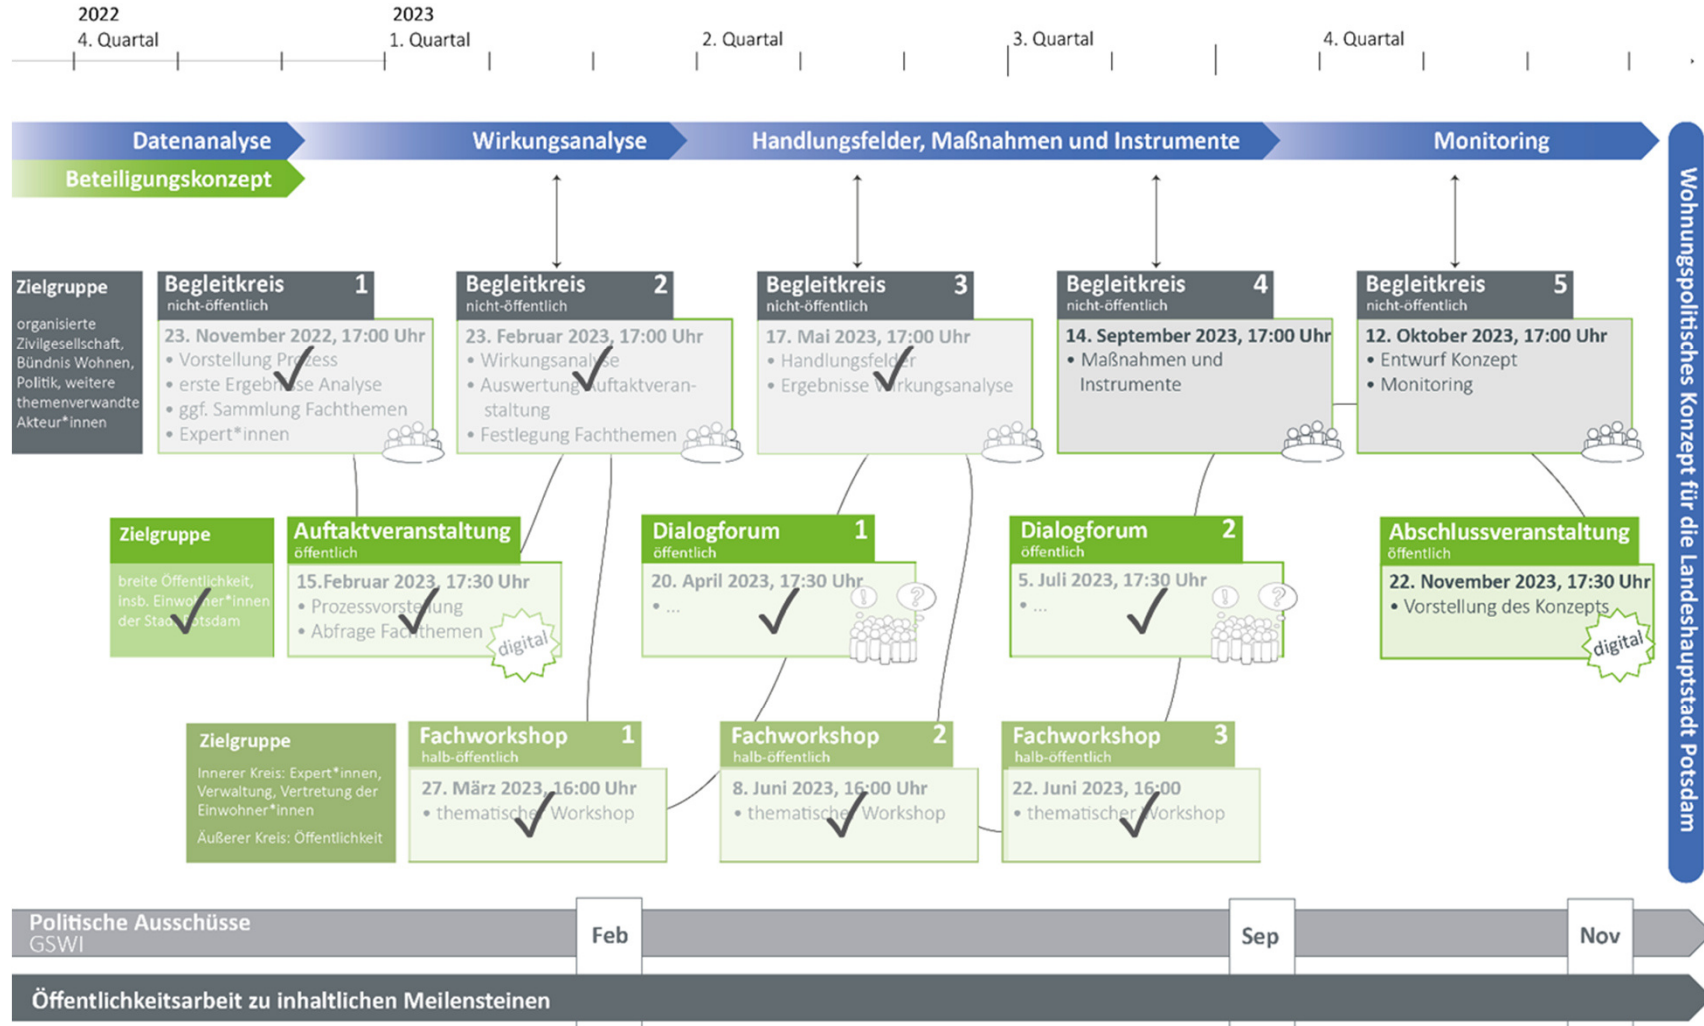 2022
2023
4. Quartal
1. Quartal
2. Quartal
3. Quartal
4. Quartal
Datenanalyse
Wirkungsanalyse
Handlungsfelder, Maßnahmen und Instrumente
Monitoring
Beteiligungskonzept
Zielgruppe
organisierte
Zivilgesellschaft,
Bündnis Wohnen,
Politik, weitere
themenverwandte
Akteur*innen
Begleitkreis 1
nicht-öffentlich
23. November 2022, 17:00 Uhr
• Vorstellung Prozess
• erste Ergebnisse Analyse
• ggf. Sammlung Fachthemen
• Expert*innen
Begleitkreis 2
nicht-öffentlich
23. Februar 2023, 17:00 Uhr
• Wirkungsanalyse
• Auswertung Auftaktveran-
staltung
• Festlegung Fachthemen
Begleitkreis 3
nicht-öffentlich
17. Mai 2023, 17:00 Uhr
• Handlungsfelder
• Ergebnisse Wirkungsanalyse
Begleitkreis 4
nicht-öffentlich
14. September 2023, 17:00 Uhr
• Maßnahmen und
Instrumente
Begleitkreis 5
nicht-öffentlich
12. Oktober 2023, 17:00 Uhr
• Entwurf Konzept
• Monitoring
Zielgruppe
breite Öffentlichkeit,
insb. Einwohner*innen
der Stadt Potsdam
Auftaktveranstaltung
öffentlich
15.Februar 2023, 17:30 Uhr
• Prozessvorstellung
• Abfrage Fachthemen
digital
Dialogforum 1
öffentlich
20. April 2023, 17:30 Uhr
• ...
! ?
Dialogforum 2
öffentlich
5. Juli 2023, 17:30 Uhr
• ...
! ?
Abschlussveranstaltung
öffentlich
22. November 2023, 17:30 Uhr
• Vorstellung des Konzepts
digital
Zielgruppe
Innerer Kreis: Expert*innen,
Verwaltung, Vertretung der
Einwohner*innen
Äußerer Kreis: Öffentlichkeit
Fachworkshop 1
halb-öffentlich
27. März 2023, 16:00 Uhr
• thematischer Workshop
Fachworkshop 2
halb-öffentlich
8. Juni 2023, 16:00 Uhr
• thematischer Workshop
Fachworkshop 3
halb-öffentlich
22. Juni 2023, 16:00
• thematischer Workshop
Wohnungspolitisches Konzept für die Landeshauptstadt Potsdam
Politische Ausschüsse
GSWI
Feb
Sep
Nov
Öffentlichkeitsarbeit zu inhaltlichen Meilensteinen